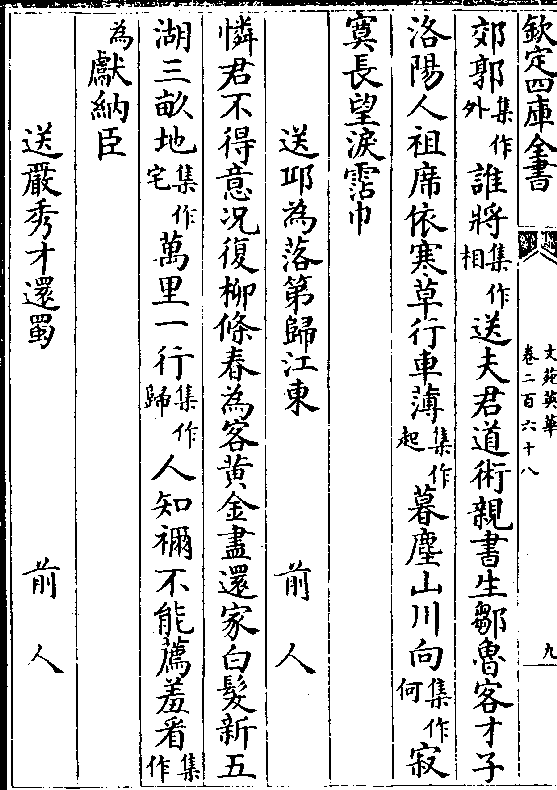 欽定四庫全書
文苑英華
卷二百六十八
九
郊郭集作外誰將集作相送夫君道術親書生鄒魯客才子
洛陽人祖席依寒草行車薄集作起暮塵山川向集作何寂
寞長望淚霑巾
送邛為落第歸江東 前人
憐君不得意況復柳條春為客黄金盡還家白髮新五
湖三畝地集作宅萬里一行集作歸人知禰不能薦羞看集作
為獻納臣
送嚴秀才還蜀 前人